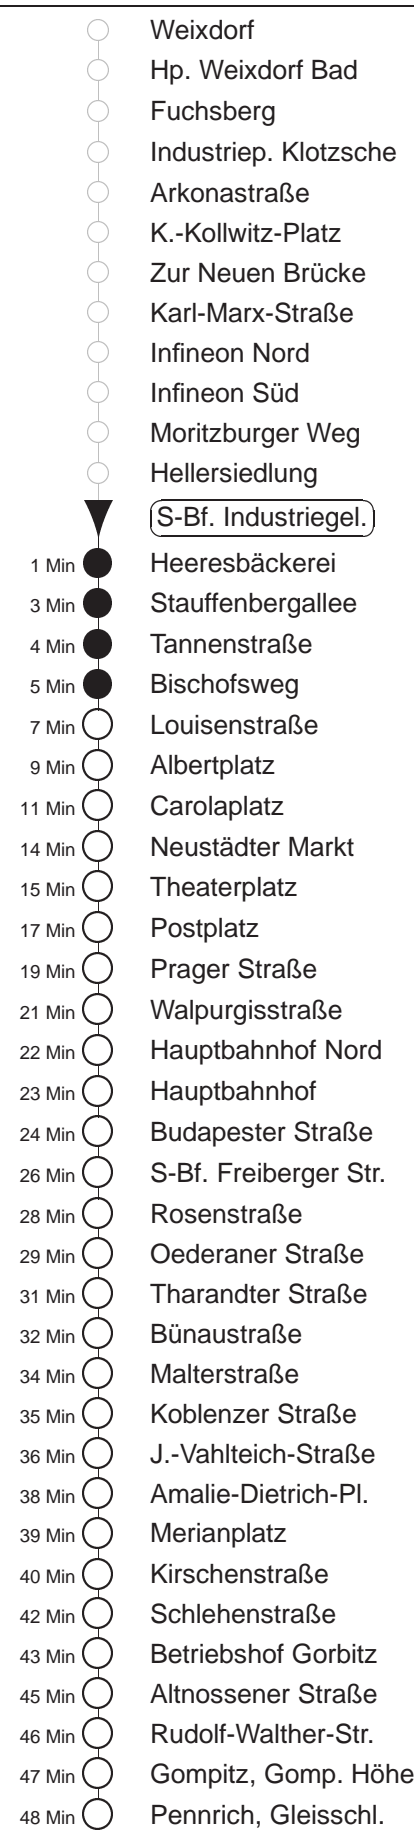 Weixdorf
Hp. Weixdorf Bad
Fuchsberg
Industriep. Klotzsche
Arkonastraße
K.-Kollwitz-Platz
Zur Neuen Brücke
Karl-Marx-Straße
Infineon Nord
Infineon Süd
Moritzburger Weg
Hellersiedlung
S-Bf. Industriegel.
1 Min Heeresbäckerei
3 Min Stauffenbergallee
4 Min Tannenstraße
5 Min Bischofsweg
7 Min Louisenstraße
9 Min Albertplatz
11 Min Carolaplatz
14 Min Neustädter Markt
15 Min Theaterplatz
17 Min Postplatz
19 Min Prager Straße
21 Min Walpurgisstraße
22 Min Hauptbahnhof Nord
23 Min Hauptbahnhof
24 Min Budapester Straße
26 Min S-Bf. Freiberger Str.
28 Min Rosenstraße
29 Min Oederaner Straße
31 Min Tharandter Straße
32 Min Bünaustraße
34 Min Malterstraße
35 Min Koblenzer Straße
36 Min J.-Vahlteich-Straße
38 Min Amalie-Dietrich-Pl.
39 Min Merianplatz
40 Min Kirschenstraße
42 Min Schlehenstraße
43 Min Betriebshof Gorbitz
45 Min Altnossener Straße
46 Min Rudolf-Walther-Str.
47 Min Gompitz, Gomp. Höhe
48 Min Pennrich, Gleisschl.